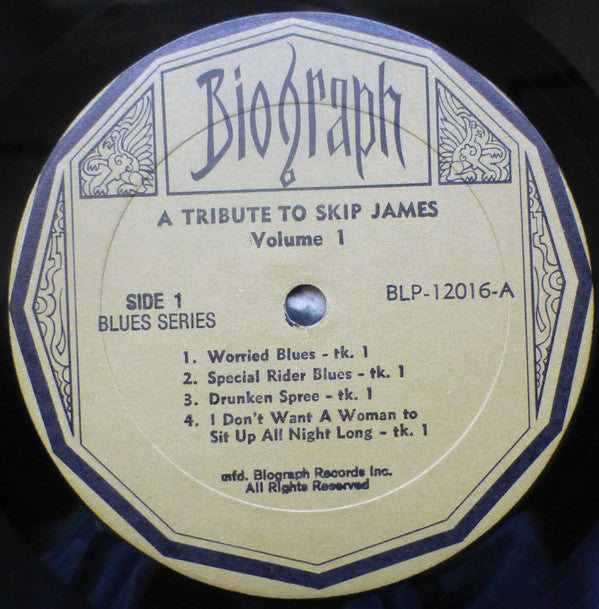 Biograph
A TRIBUTE TO SKIP JAMES
Volume 1
SIDE 1
BLUES SERIES
BLP-12016-A
1. Worried Blues - tk. 1
2. Special Rider Blues - tk. 1
3. Drunken Spree - tk. 1
4. I Don't Want A Woman to
Sit Up All Night Long - tk. 1
mfd. Biograph Records Inc.
All Rights Reserved